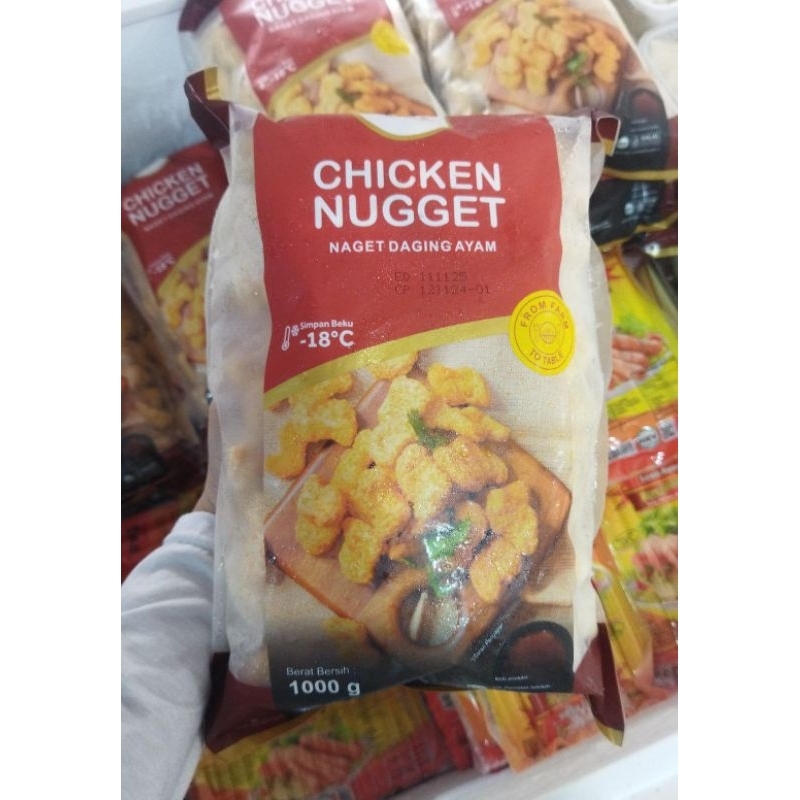 CHICKEN
NUGGET
NAGET DAGING AYAM
ED 111125
CP 121124-01
Simpan Beku
-18°C
FROM FARM
TO TABLE
Berat Bersih :
1000 g
CHICKEN
NUGGET
-18°C